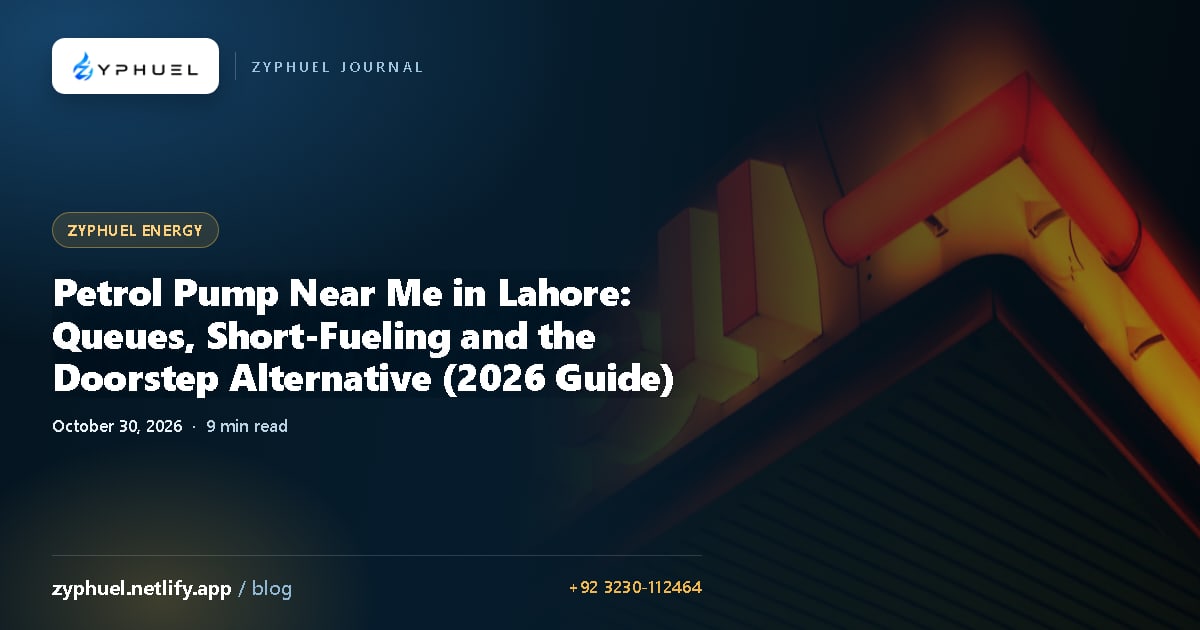 ZYPHUEL
ZYPHUEL JOURNAL
ZYPHUEL ENERGY
Petrol Pump Near Me in Lahore:
Queues, Short-Fueling and the
Doorstep Alternative (2026 Guide)
October 30, 2026 · 9 min read
zyphuel.netlify.app / blog
+92 3230-112464